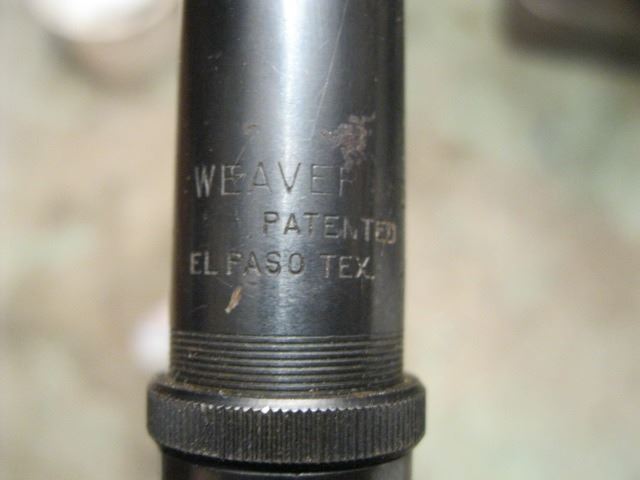 WEAVER
PATENTED
EL PASO TEX.